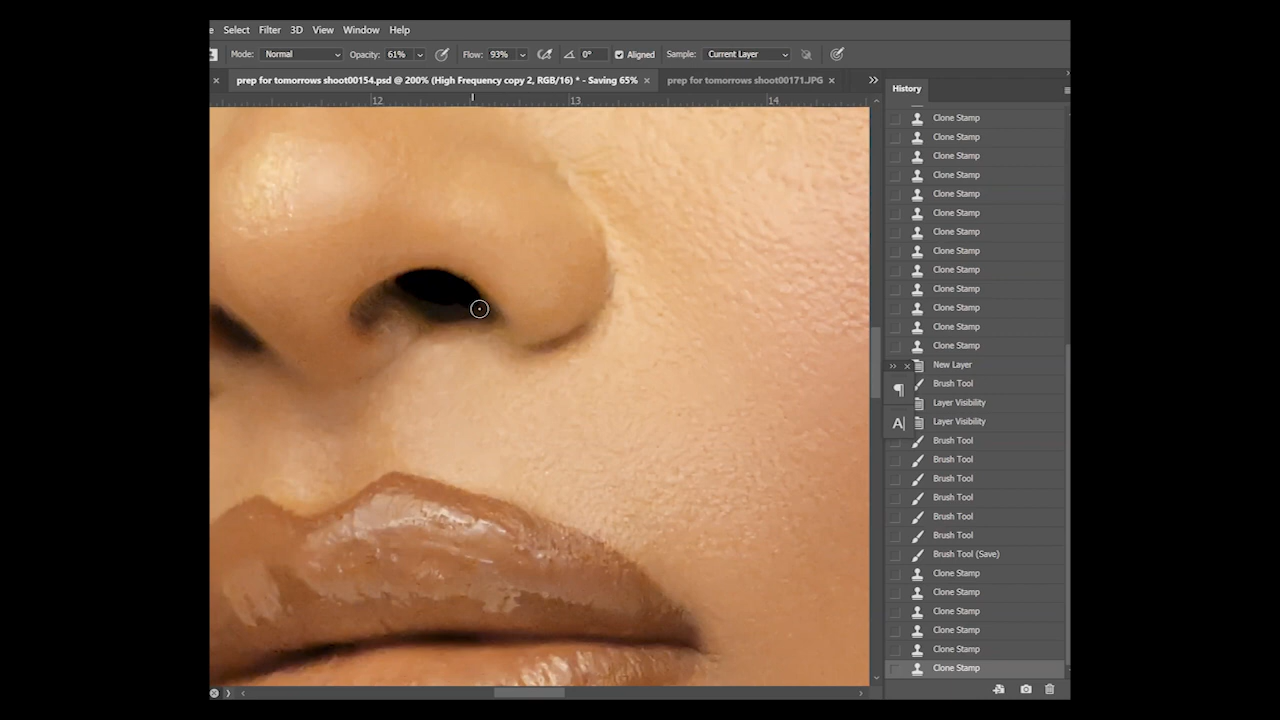 Select Filter 3D View Window Help
Mode: Normal Opacity: 61% Flow: 93% 0° Aligned Sample: Current Layer
prep for tomorrows shoot00154.psd @ 200% (High Frequency copy 2, RGB/16) * - Saving 65% × prep for tomorrows shoot00171.JPG ×
History
12 13 14
Clone Stamp
Clone Stamp
Clone Stamp
Clone Stamp
Clone Stamp
Clone Stamp
Clone Stamp
Clone Stamp
Clone Stamp
Clone Stamp
Clone Stamp
Clone Stamp
Clone Stamp
New Layer
Brush Tool
Layer Visibility
Layer Visibility
Brush Tool
Brush Tool
Brush Tool
Brush Tool
Brush Tool
Brush Tool
Brush Tool (Save)
Clone Stamp
Clone Stamp
Clone Stamp
Clone Stamp
Clone Stamp
Clone Stamp